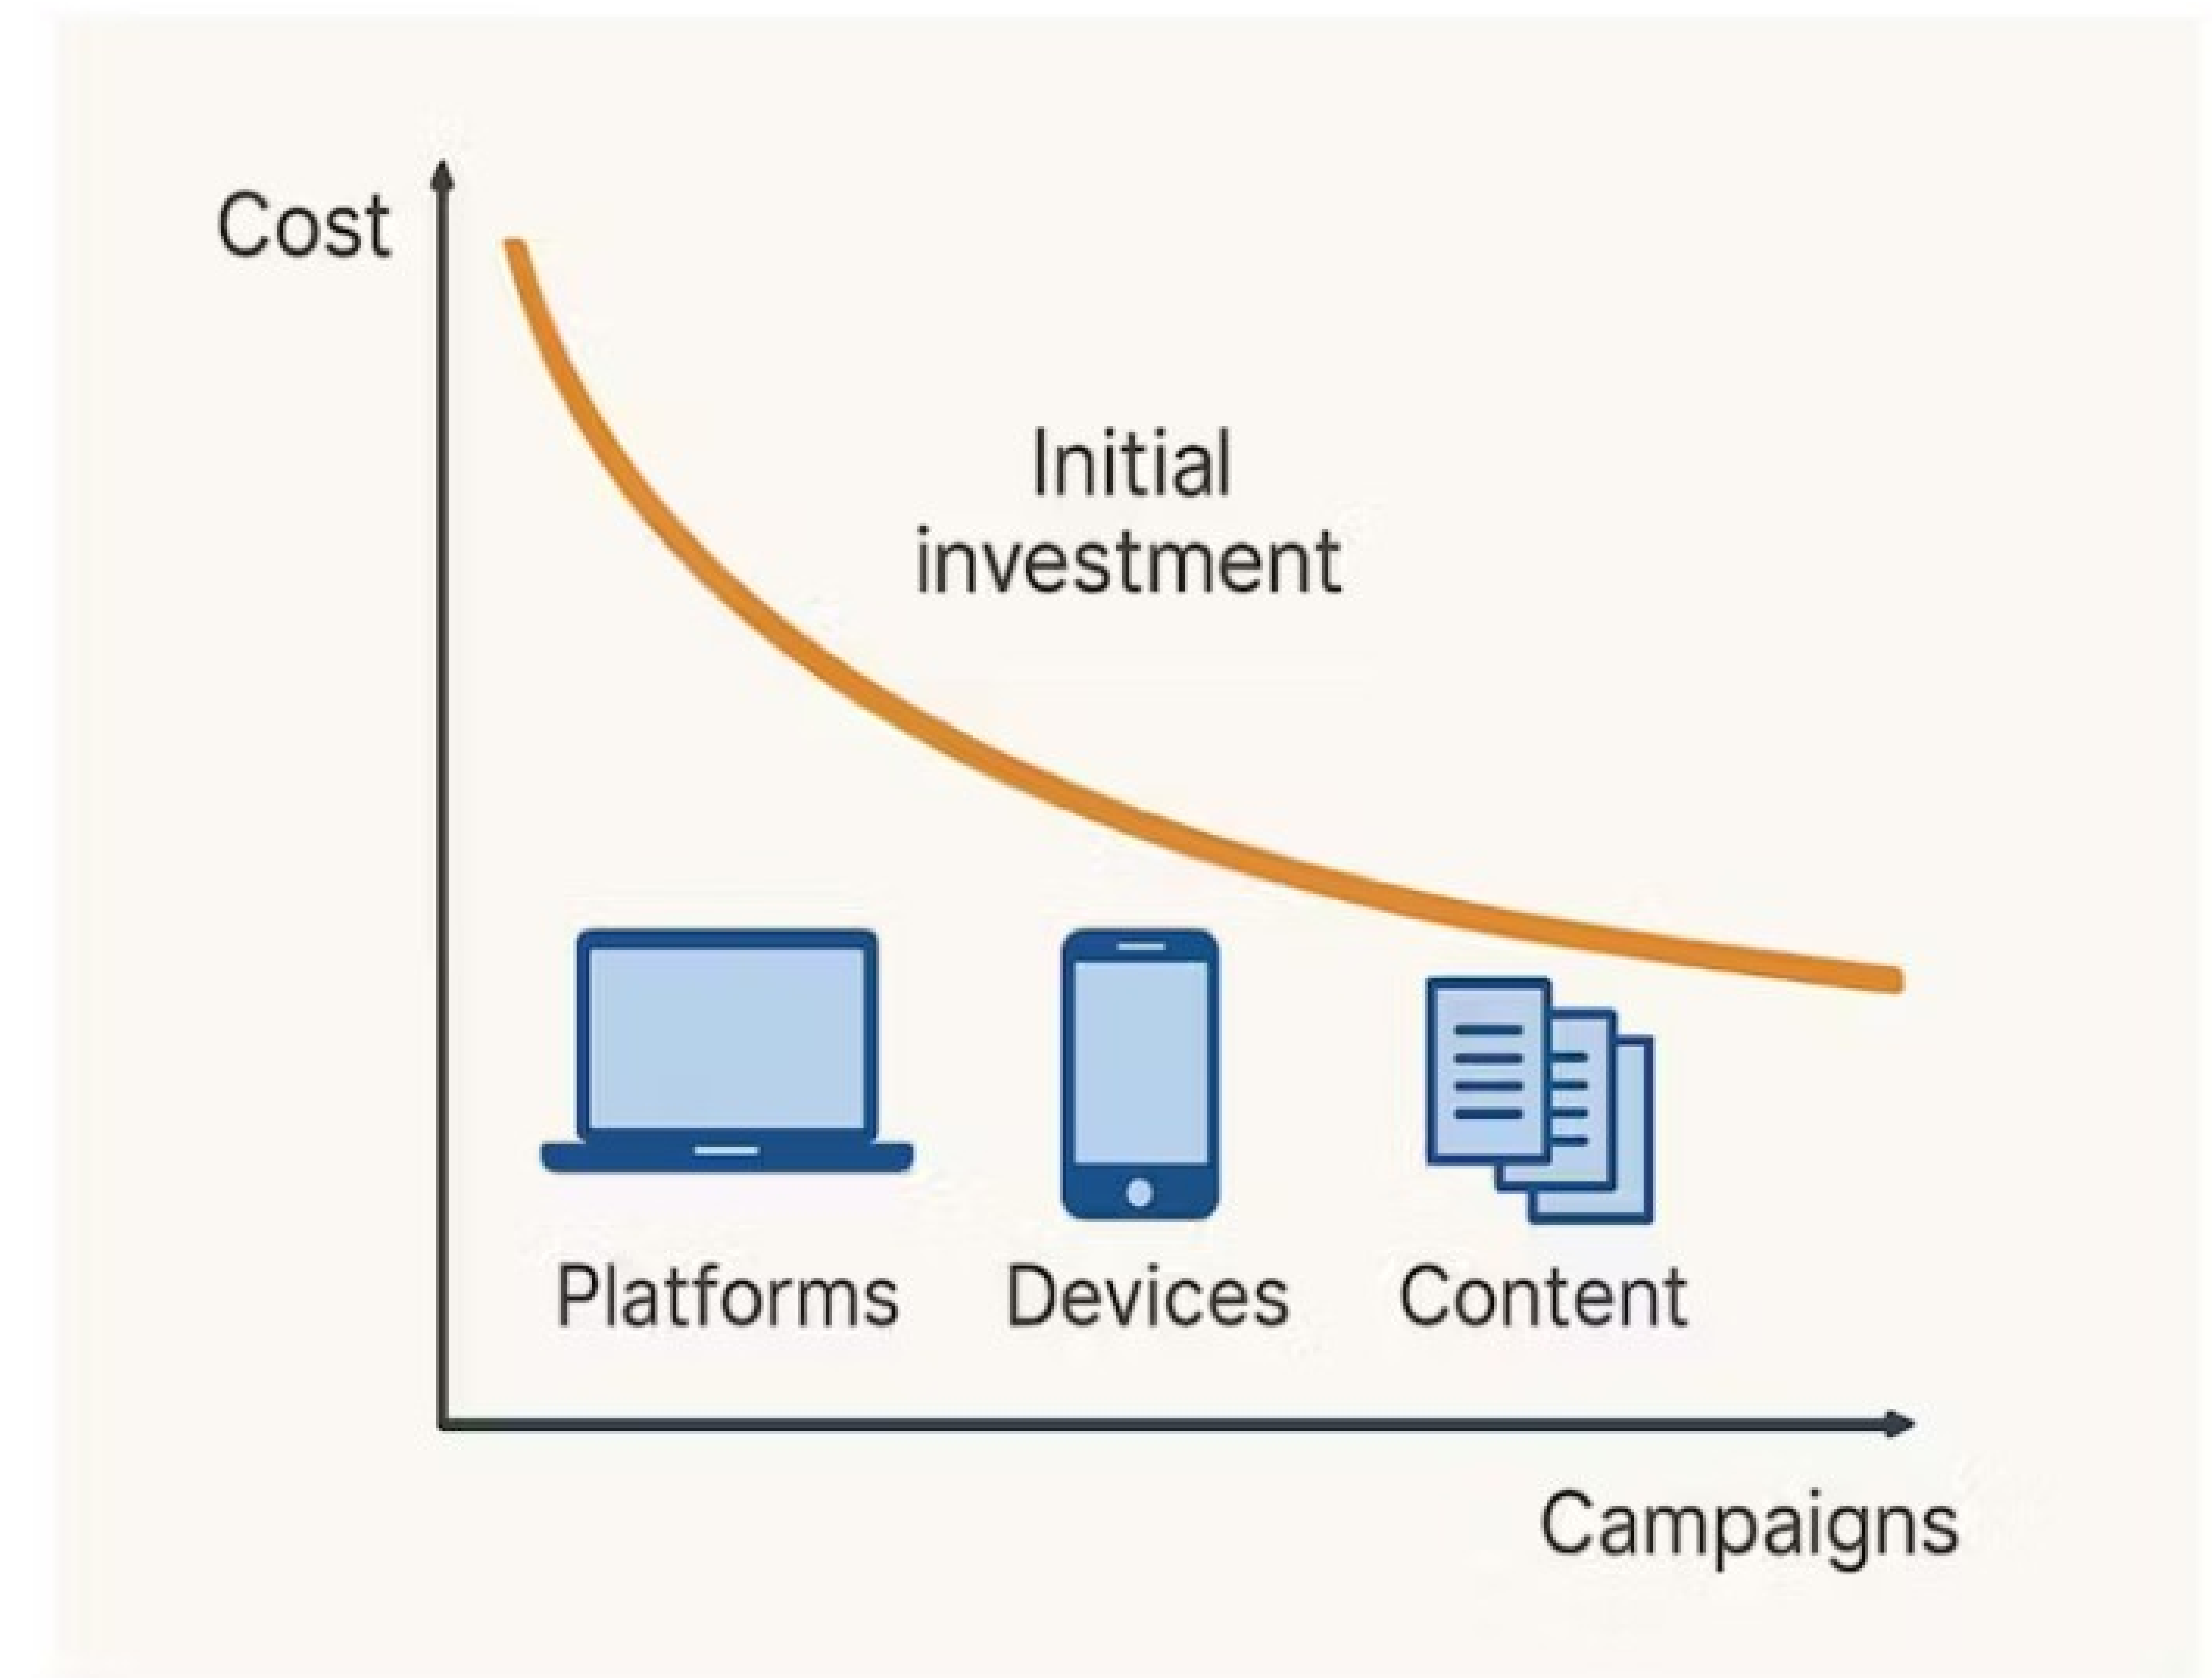 Cost
Initial
investment
Platforms Devices Content
Campaigns